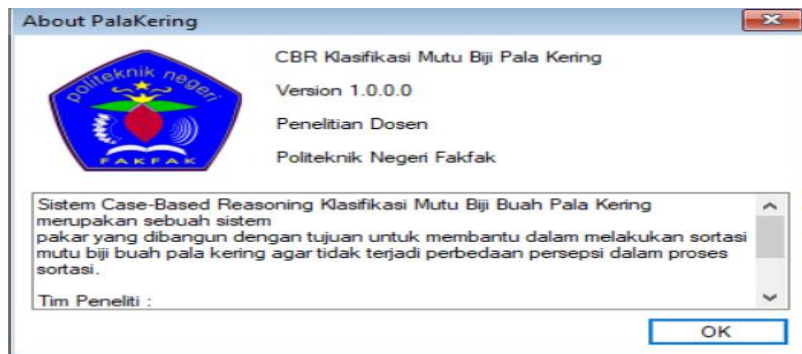 About PalaKering
politeknik negeri
FAKFAK
CBR Klasifikasi Mutu Biji Pala Kering
Version 1.0.0.0
Penelitian Dosen
Politeknik Negeri Fakfak
Sistem Case-Based Reasoning Klasifikasi Mutu Biji Buah Pala Kering
merupakan sebuah sistem
pakar yang dibangun dengan tujuan untuk membantu dalam melakukan sortasi
mutu biji buah pala kering agar tidak terjadi perbedaan persepsi dalam proses
sortasi.
Tim Peneliti :
OK